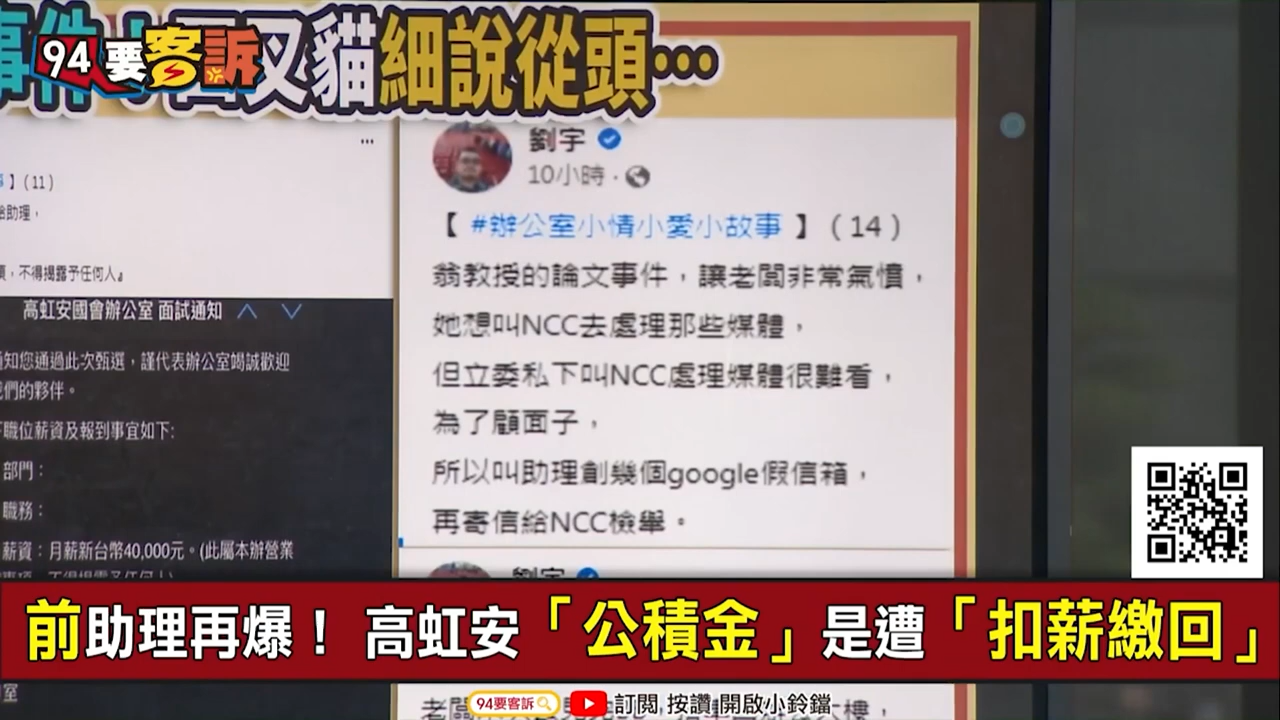 94要客訴
事件！
叉貓細說從頭…
】(11)
助理，
不得揭露予任何人』
高虹安國會辦公室 面試通知
知您通過此次甄選，謹代表辦公室竭誠歡迎
們的夥伴。
職位薪資及報到事宜如下:
部門：
職務：
薪資：月薪新台幣40,000元。(此屬本辦營業
劉宇
10小時
【 #辦公室小情小愛小故事 】（14）
翁教授的論文事件，讓老闆非常氣憤，
她想叫NCC去處理那些媒體，
但立委私下叫NCC處理媒體很難看，
為了顧面子，
所以叫助理創幾個google假信箱，
再寄信給NCC檢舉。
劉宇
前助理再爆！ 高虹安「公積金」是遭「扣薪繳回」
室
老闆
樓，
94要客訴
訂閱 按讚 開啟小鈴鐺